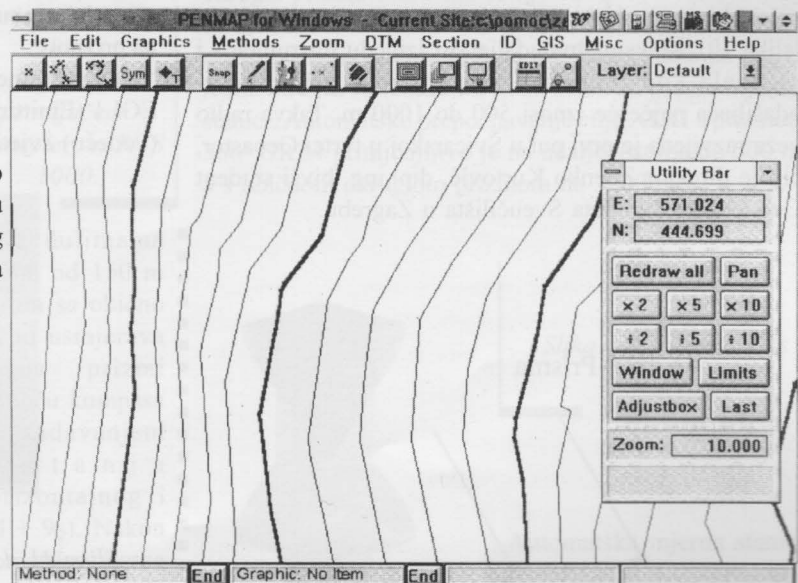 PENMAP for Windows - Current Site:c:\pomoc\z
File Edit Graphics Methods Zoom DTM Section ID GIS Misc Options Help
Sym Snap EDIT Layer: Default
Utility Bar
E: 571.024
N: 444.699
Redraw all Pan
x 2 x 5 x 10
÷ 2 ÷ 5 ÷ 10
Window Limits
Adjustbox Last
Zoom: 10.000
Method: None End Graphic: No Item End